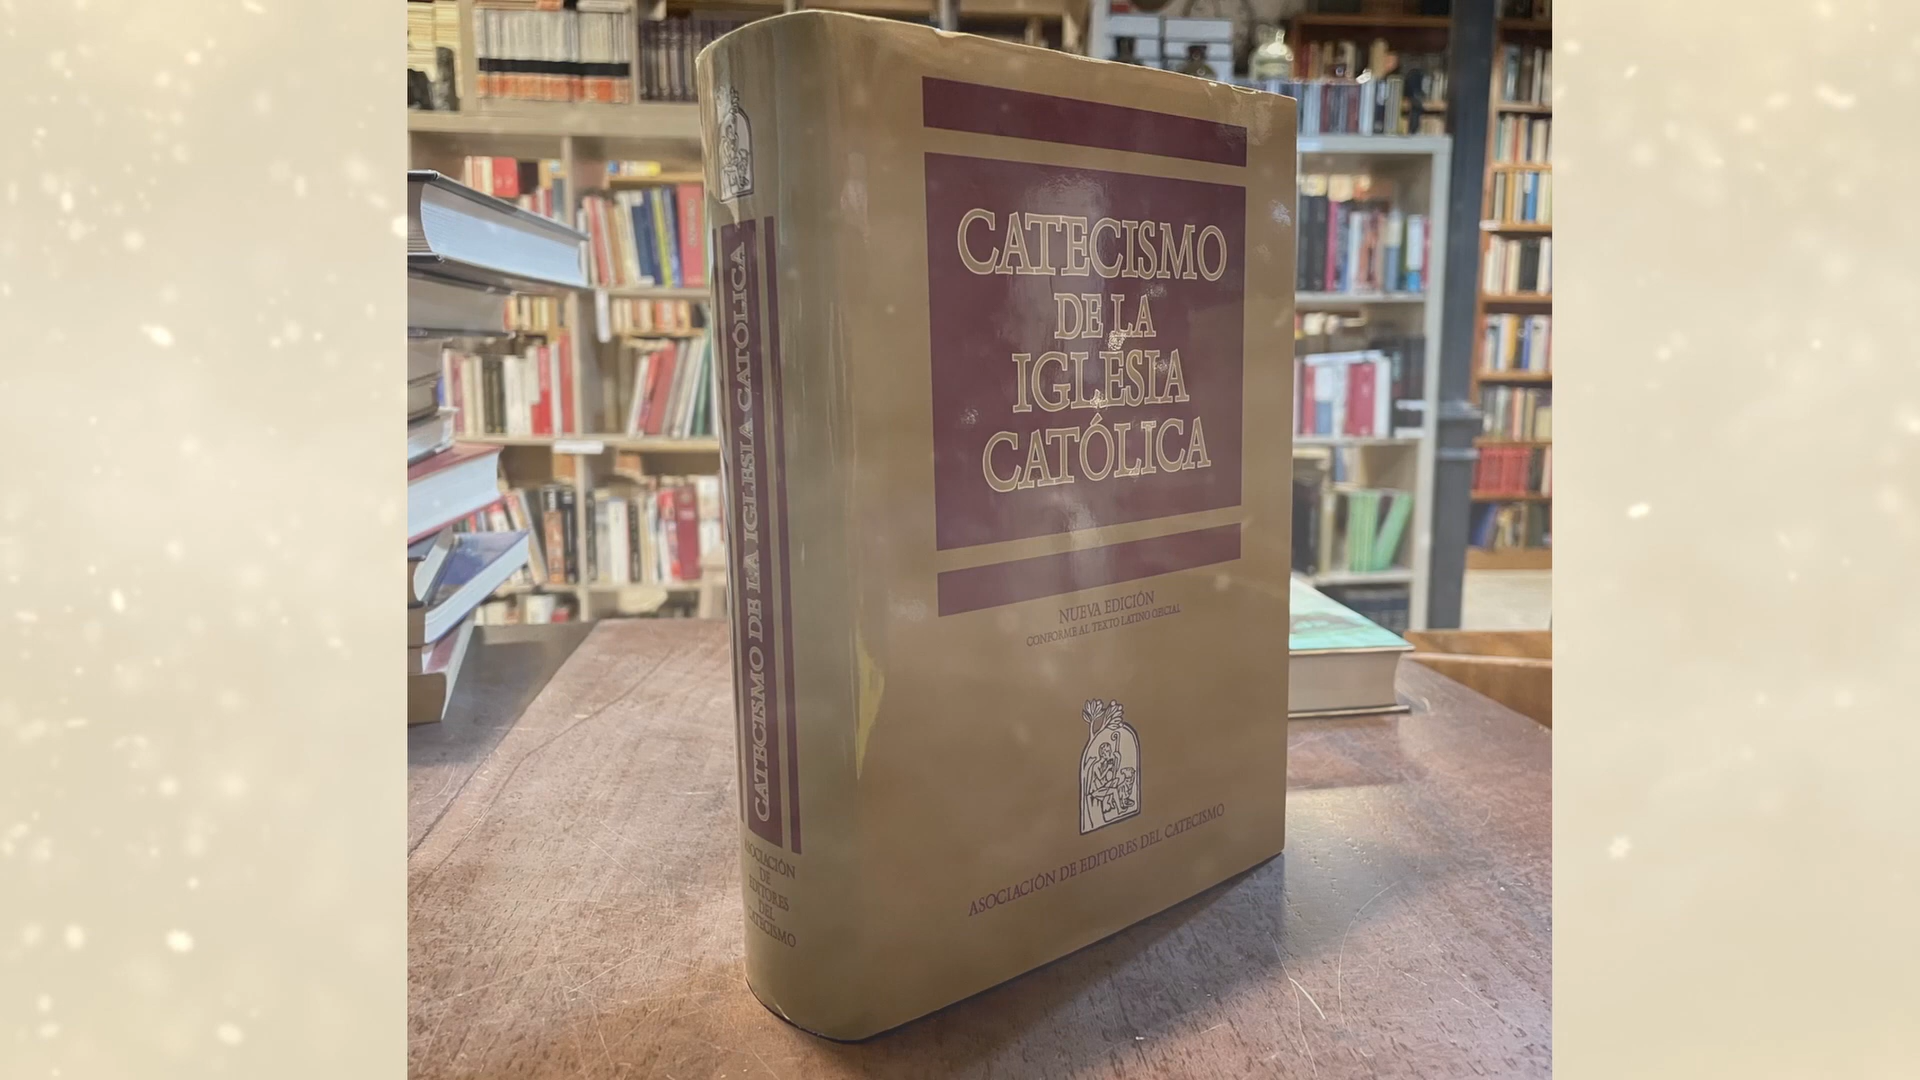 CATECISMO
DE LA
IGLESIA
CATÓLICA
NUEVA EDICIÓN
CONFORME AL TEXTO LATINO OFICIAL
ASOCIACIÓN DE EDITORES DEL CATECISMO
CATECISMO DE LA IGLESIA CATÓLICA
ASOCIACIÓN
DE
EDITORES
DEL
CATECISMO